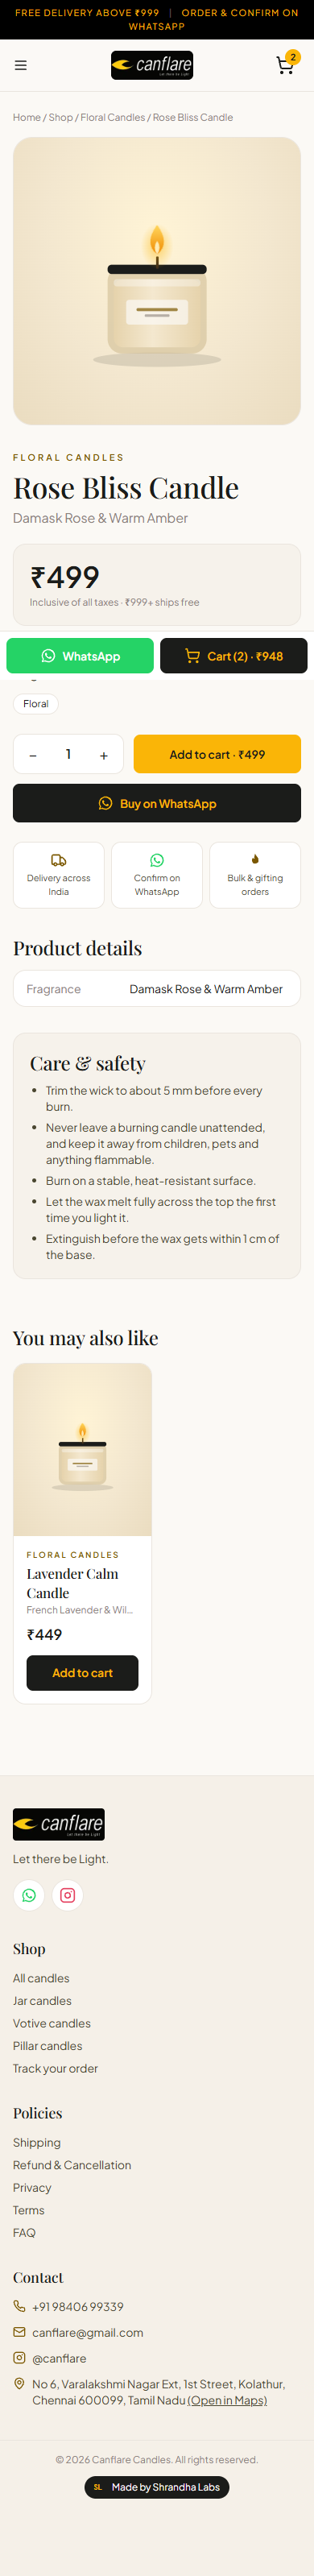 FREE DELIVERY ABOVE ₹999 | ORDER & CONFIRM ON
WHATSAPP
canflare
Let there be Light
2
Home / Shop / Floral Candles / Rose Bliss Candle
FLORAL CANDLES
Rose Bliss Candle
Damask Rose & Warm Amber
₹499
Inclusive of all taxes · ₹999+ ships free
WhatsApp
Cart (2) · ₹948
Floral
− 1 +
Add to cart · ₹499
Buy on WhatsApp
Delivery across
India
Confirm on
WhatsApp
Bulk & gifting
orders
Product details
Fragrance Damask Rose & Warm Amber
Care & safety
• Trim the wick to about 5 mm before every
burn.
• Never leave a burning candle unattended,
and keep it away from children, pets and
anything flammable.
• Burn on a stable, heat-resistant surface.
• Let the wax melt fully across the top the first
time you light it.
• Extinguish before the wax gets within 1 cm of
the base.
You may also like
FLORAL CANDLES
Lavender Calm
Candle
French Lavender & Wil...
₹449
Add to cart
canflare
Let there be Light
Let there be Light.
Shop
All candles
Jar candles
Votive candles
Pillar candles
Track your order
Policies
Shipping
Refund & Cancellation
Privacy
Terms
FAQ
Contact
+91 98406 99339
canflare@gmail.com
@canflare
No 6, Varalakshmi Nagar Ext, 1st Street, Kolathur,
Chennai 600099, Tamil Nadu (Open in Maps)
© 2026 Canflare Candles. All rights reserved.
SL Made by Shrandha Labs